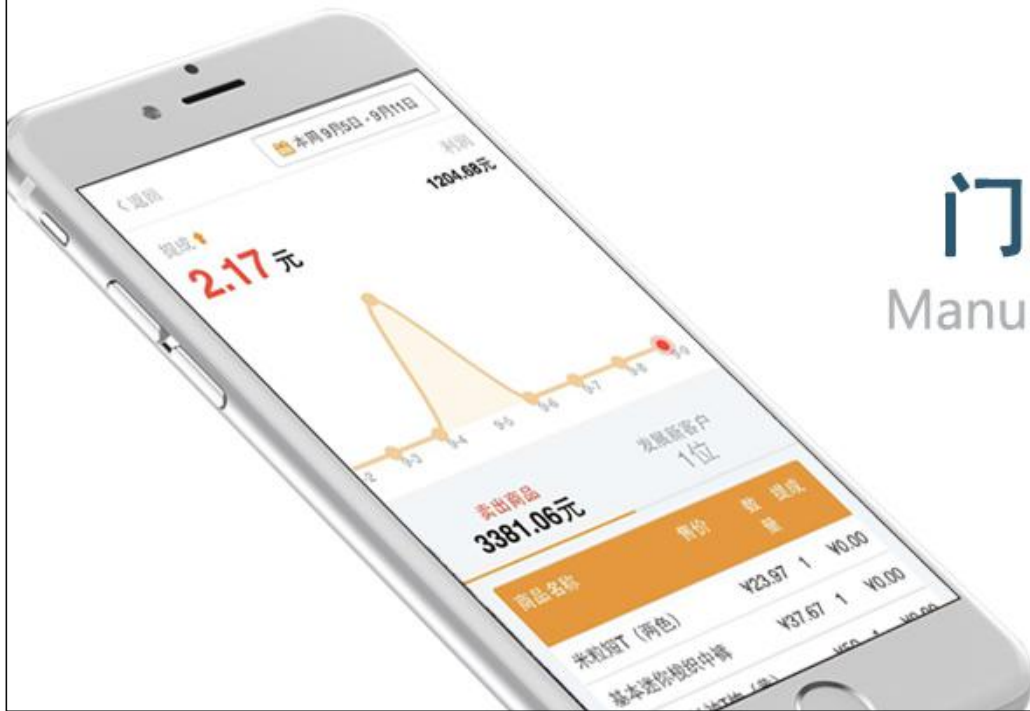 本周 9月5日 - 9月11日
返回
利润
1204.68元
提成
2.17 元
9-3
9-4
9-5
9-6
9-7
9-8
9-9
卖出商品
3381.06元
发展新客户
1位
商品名称 售价 数量 提成
米粒短T（两色） ¥23.97 1 ¥0.00
基本迷你梭织中裤 ¥37.67 1 ¥0.00
门
Manu